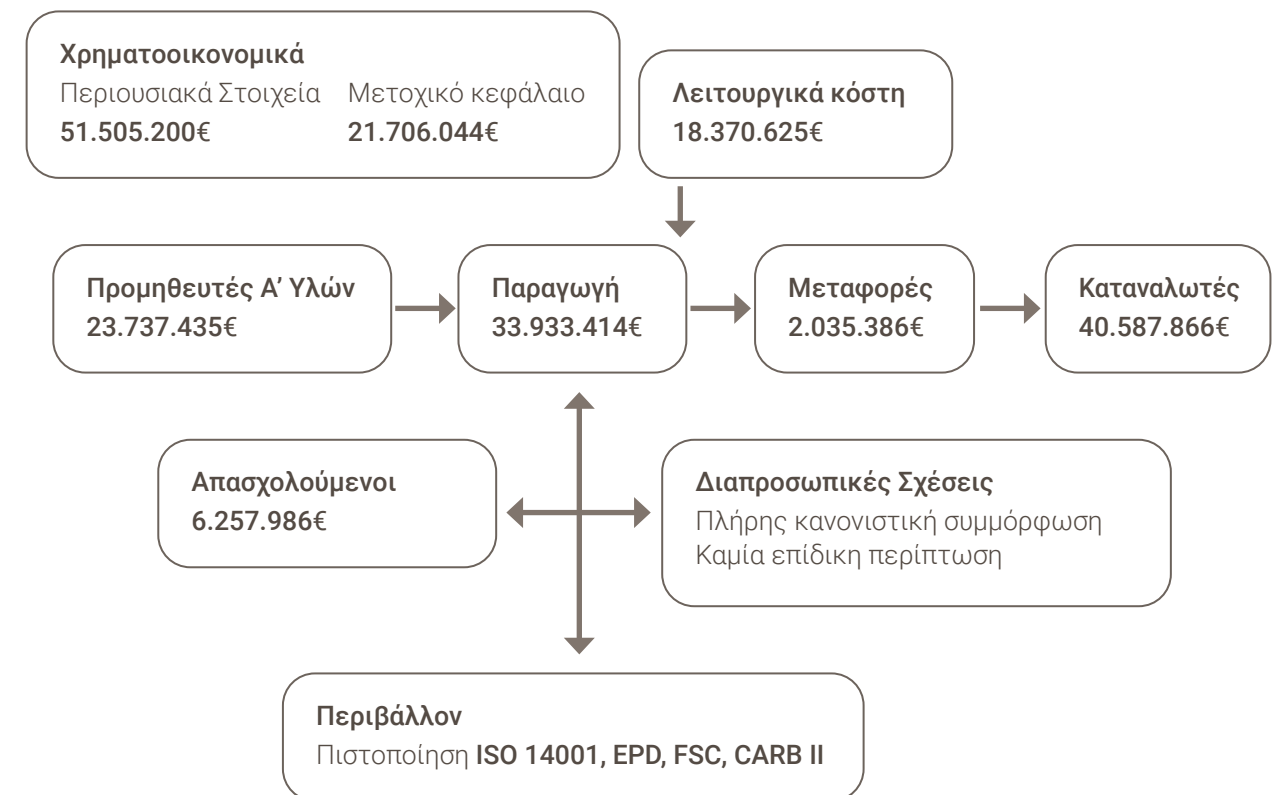 Χρηματοοικονομικά
Περιουσιακά Στοιχεία Μετοχικό κεφάλαιο
51.505.200€ 21.706.044€
Λειτουργικά κόστη
18.370.625€
Προμηθευτές Α’ Υλών
23.737.435€
Παραγωγή
33.933.414€
Μεταφορές
2.035.386€
Καταναλωτές
40.587.866€
Απασχολούμενοι
6.257.986€
Διαπροσωπικές Σχέσεις
Πλήρης κανονιστική συμμόρφωση
Καμία επίδικη περίπτωση
Περιβάλλον
Πιστοποίηση ISO 14001, EPD, FSC, CARB II